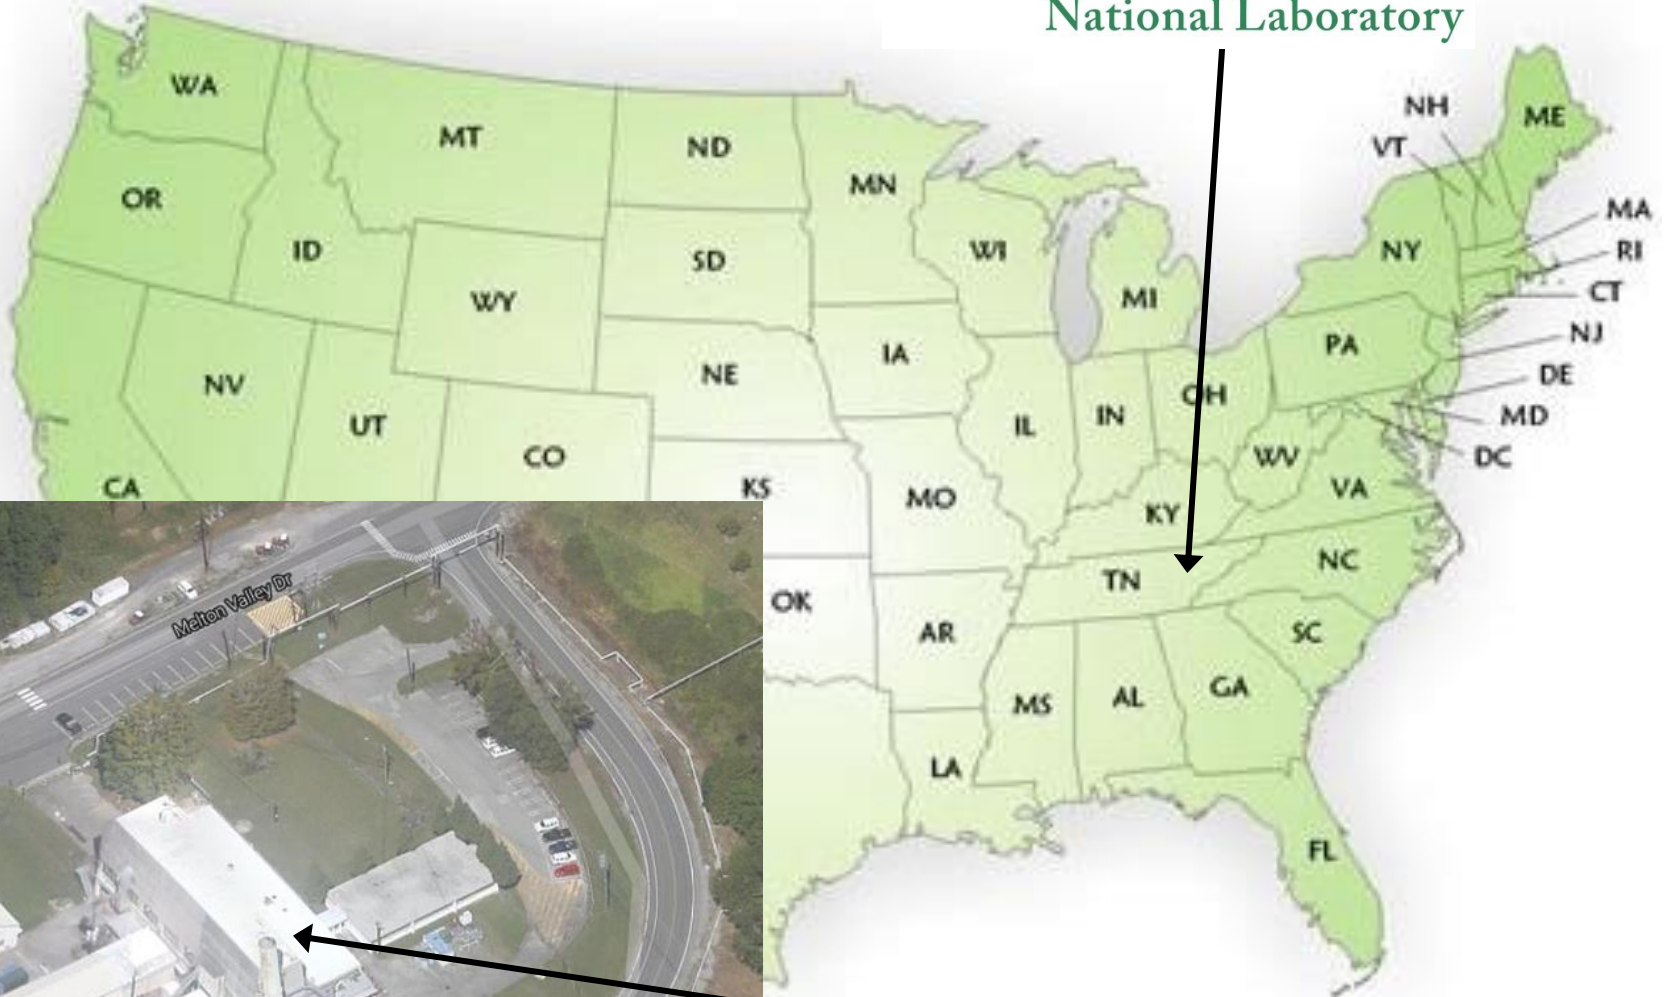 National Laboratory
WA
MT
ND
MN
NH
ME
VT
OR
ID
SD
WI
MA
NY
RI
WY
MI
CT
IA
PA
NJ
NV
NE
DE
UT
OH
IN
IL
MD
CO
WV
DC
CA
KS
MO
VA
KY
NC
TN
OK
AR
SC
Melton Valley Dr
MS
AL
GA
LA
FL